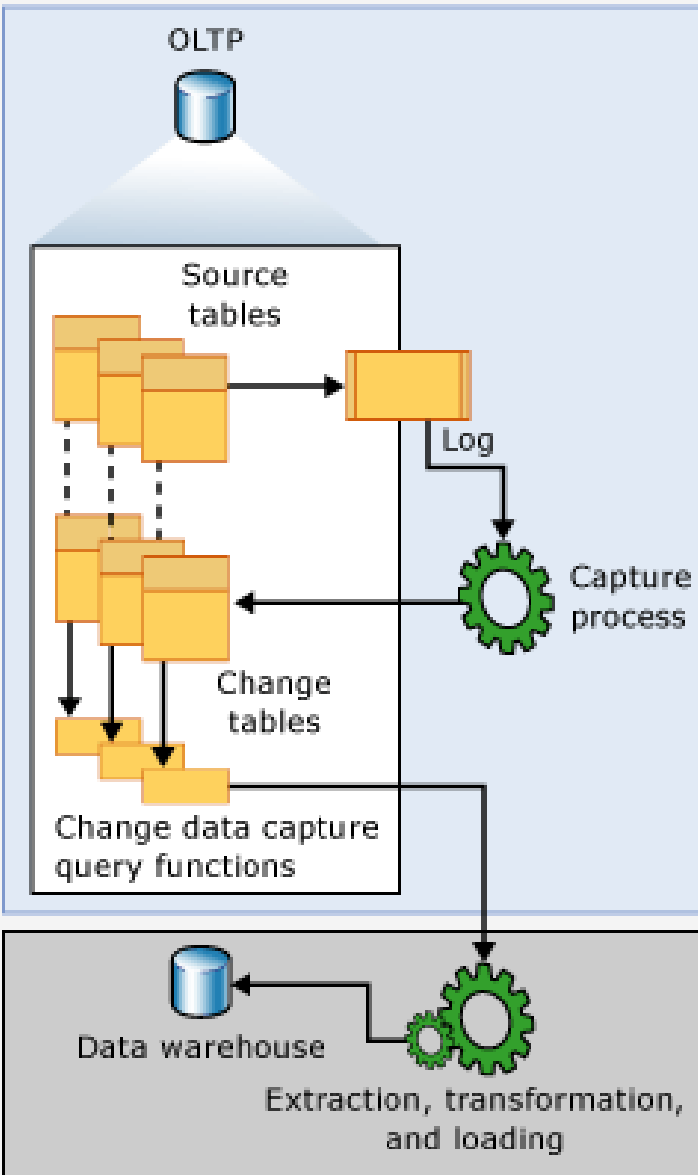 OLTP
Source
tables
Log
Capture
process
Change
tables
Change data capture
query functions
Data warehouse
Extraction, transformation,
and loading